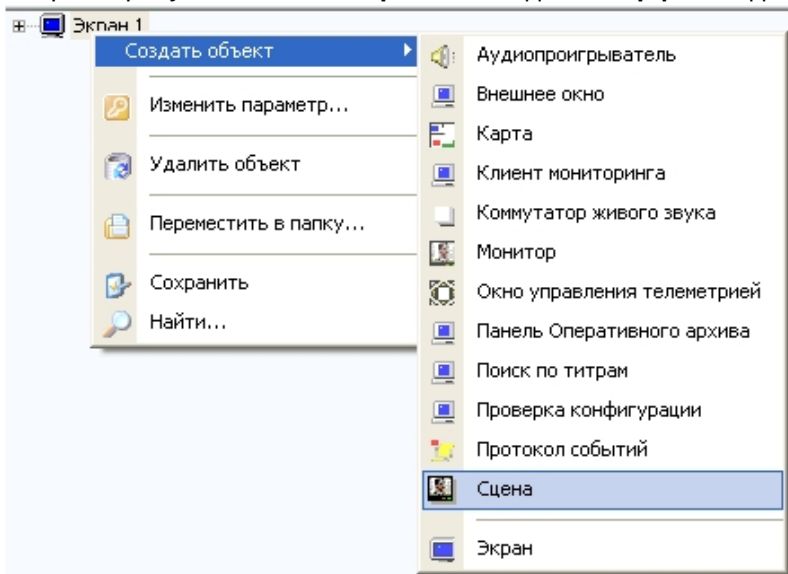 Экран 1
Создать объект
Изменить параметр...
Удалить объект
Переместить в папку...
Сохранить
Найти...
Аудиопроигрыватель
Внешнее окно
Карта
Клиент мониторинга
Коммутатор живого звука
Монитор
Окно управления телеметрией
Панель Оперативного архива
Поиск по титрам
Проверка конфигурации
Протокол событий
Сцена
Экран